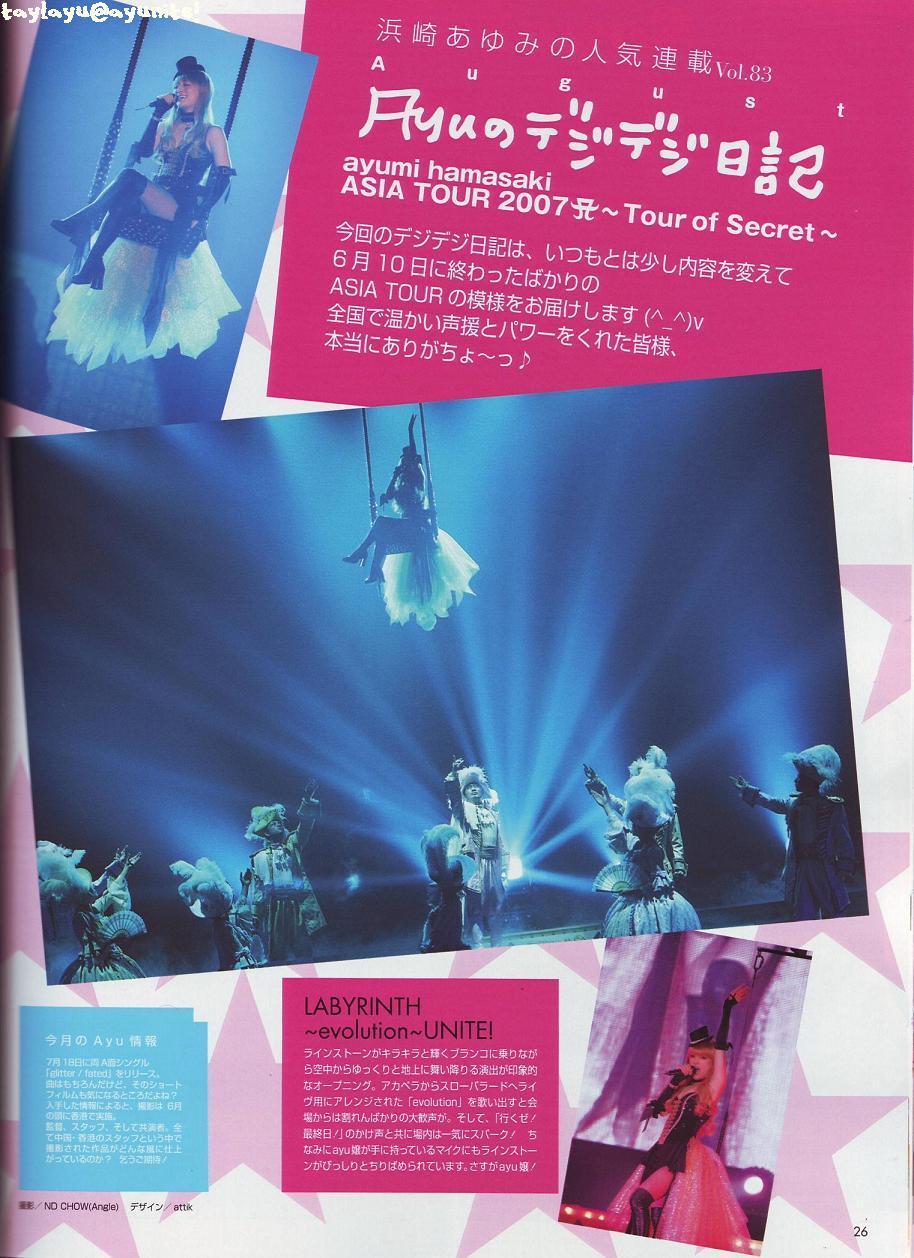 taylayu@ayunite!
浜崎あゆみの人気連載Vol.83
August
Ayuのデジデジ日記
ayumi hamasaki
ASIA TOUR 2007 A ~Tour of Secret~
今回のデジデジ日記は、いつもとは少し内容を変えて
6月10日に終わったばかりの
ASIA TOURの模様をお届けします(^_^)v
全国で温かい声援とパワーをくれた皆様、
本当にありがちょ~っ♪
LABYRINTH
~evolution~UNITE!
ラインストーンがキラキラと輝くブランコに乗りなが
ら空中からゆっくりと地上に舞い降りる演出が印象的
なオープニング。アカペラからスローバラードへライ
ヴ用にアレンジされた「evolution」を歌い出すと会
場からは割れんばかりの大歓声が。そして、「行くぜ!
最終日!」のかけ声と共に場内は一気にスパーク! ち
なみにayu嬢が手に持っているマイクにもラインストー
ンがびっしりとちりばめられています。さすがayu嬢!
今月のAyu情報
7月18日に両A面シングル
「glitter / fated」をリリース。
曲はもちろんだけど、そのショート
フィルムも気になるところだよね?
入手した情報によると、撮影は6月
の頭に香港で実施。
監督、スタッフ、そして共演者。全
て中国・香港のスタッフという中で
撮影された作品がどんな風に仕上
がっているのか? 乞うご期待!
撮影/ND CHOW(Angle) デザイン/attik
26